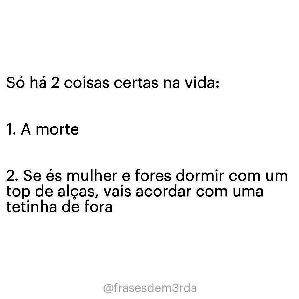 Só há 2 coisas certas na vida:
1. A morte
2. Se és mulher e fores dormir com um
top de alças, vais acordar com uma
tetinha de fora
@frasesdem3rda